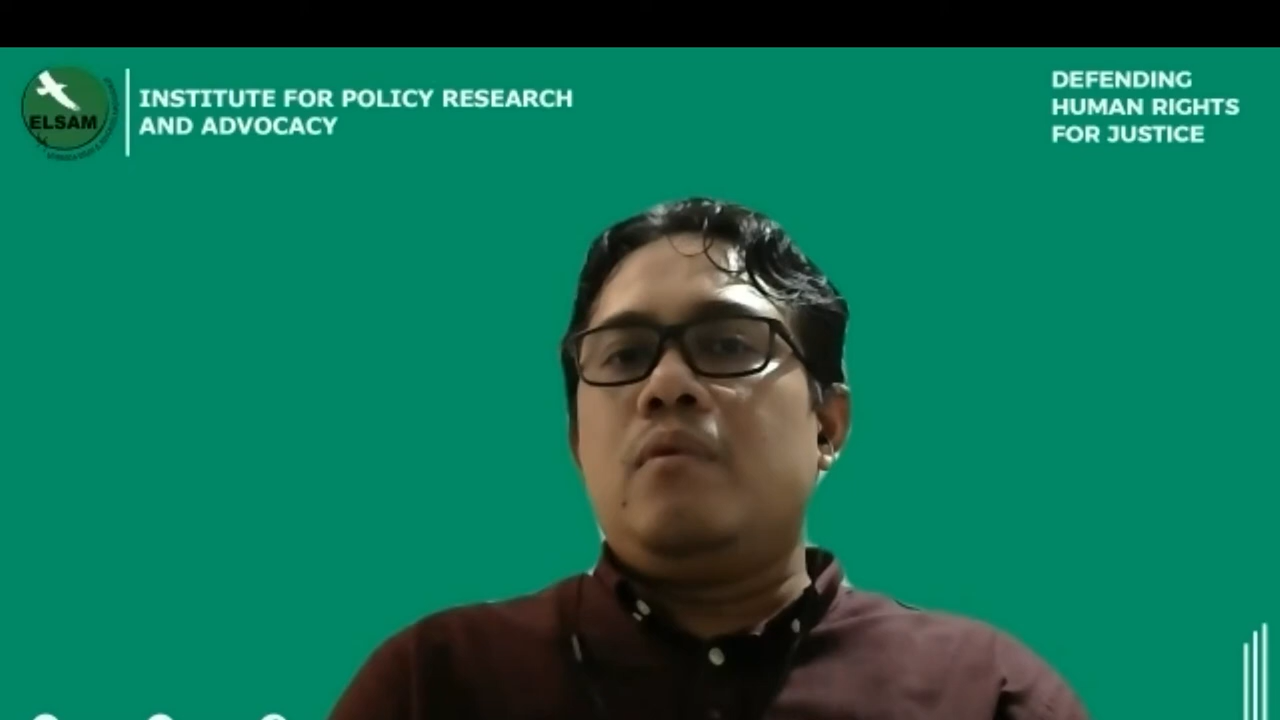 ELSAM
INSTITUTE FOR POLICY RESEARCH
AND ADVOCACY
DEFENDING
HUMAN RIGHTS
FOR JUSTICE